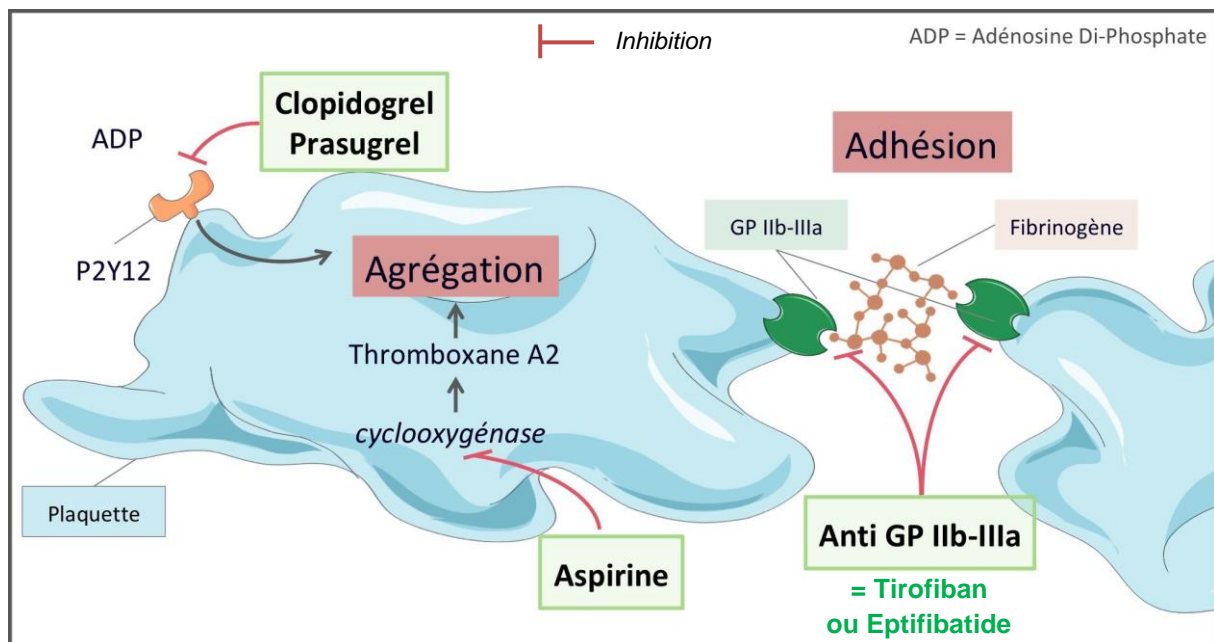 Inhibition
ADP = Adénosine Di-Phosphate
Clopidogrel
Prasugrel
ADP
P2Y12
Adhésion
GP IIb-IIIa
Fibrinogène
Agrégation
Thromboxane A2
cyclooxygénase
Plaquette
Aspirine
Anti GP IIb-IIIa
= Tirofiban
ou Eptifibatide